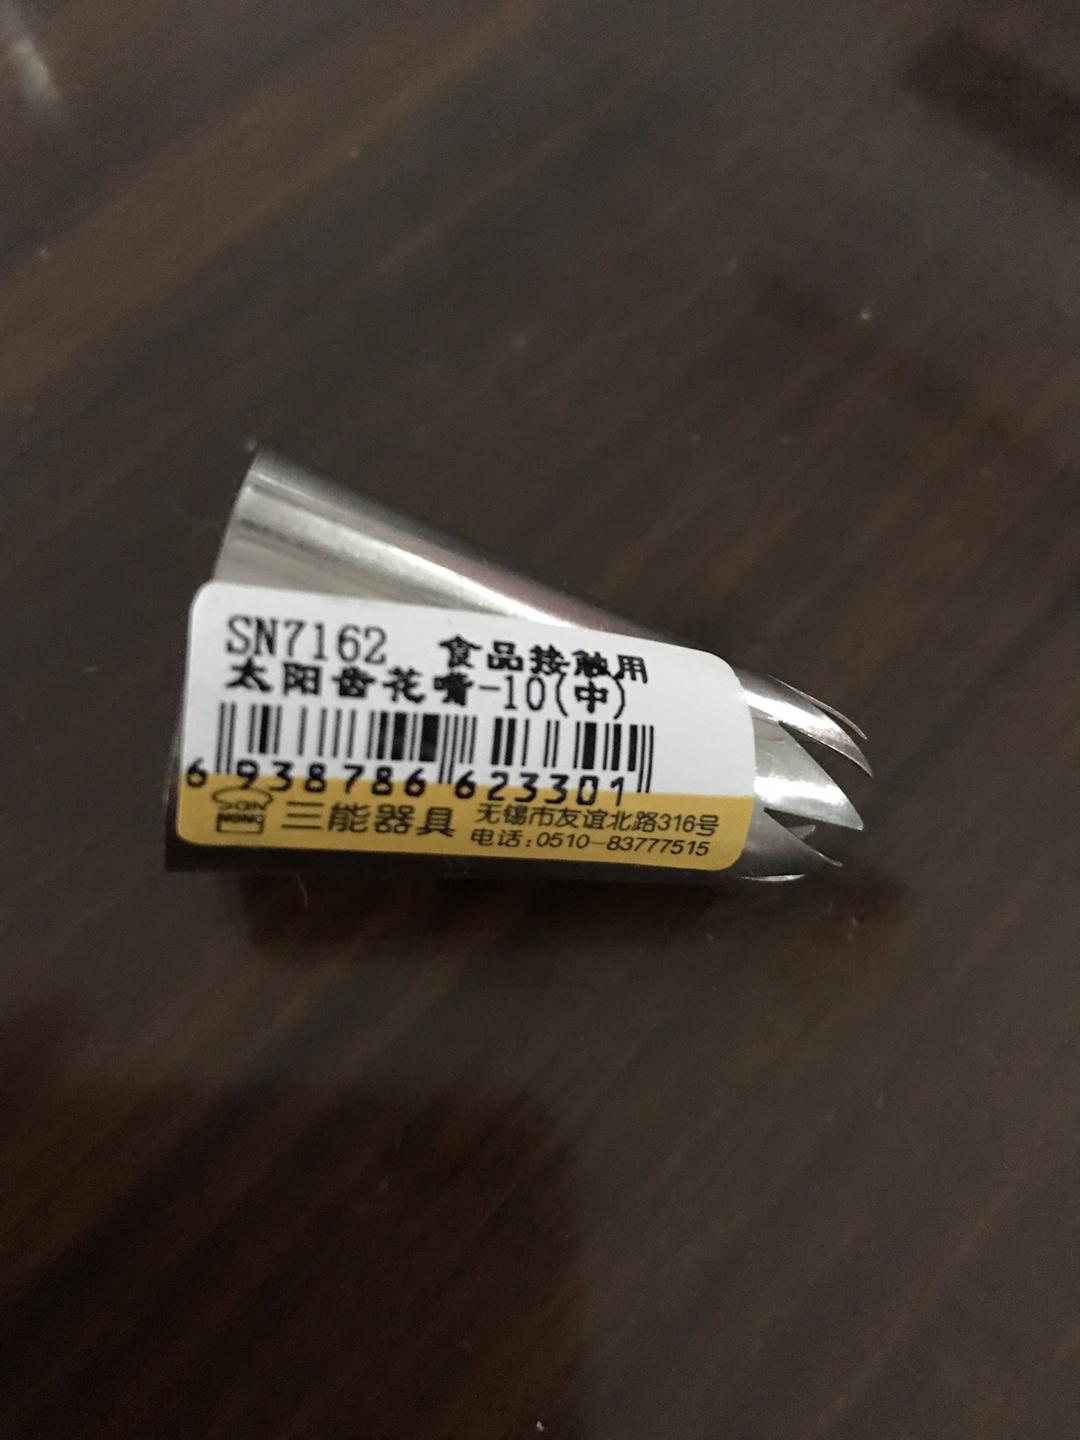 SN7162 食品接触用
太阳齿花嘴-10(中)
6 938786 623301
三能器具 无锡市友谊北路316号
电话:0510-83777515